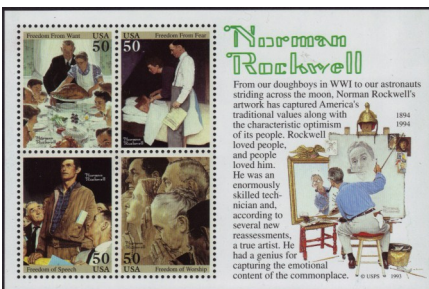 Freedom From Want
50
USA
Freedom From Fear
USA
50
Norman
Rockwell
Freedom of Speech
50
USA
Norman
Rockwell
50
USA
Freedom of Worship
Norman
Rockwell
From our doughboys in WWI to our astronauts
striding across the moon, Norman Rockwell's
artwork has captured America's
traditional values along with
the characteristic optimism
of its people. Rockwell
loved people,
and people
loved him.
He was an
enormously
skilled tech-
nician and,
according to
several new
reassessments,
a true artist. He
had a genius for
capturing the emotional
content of the commonplace.
1894
1994
© USPS 1993